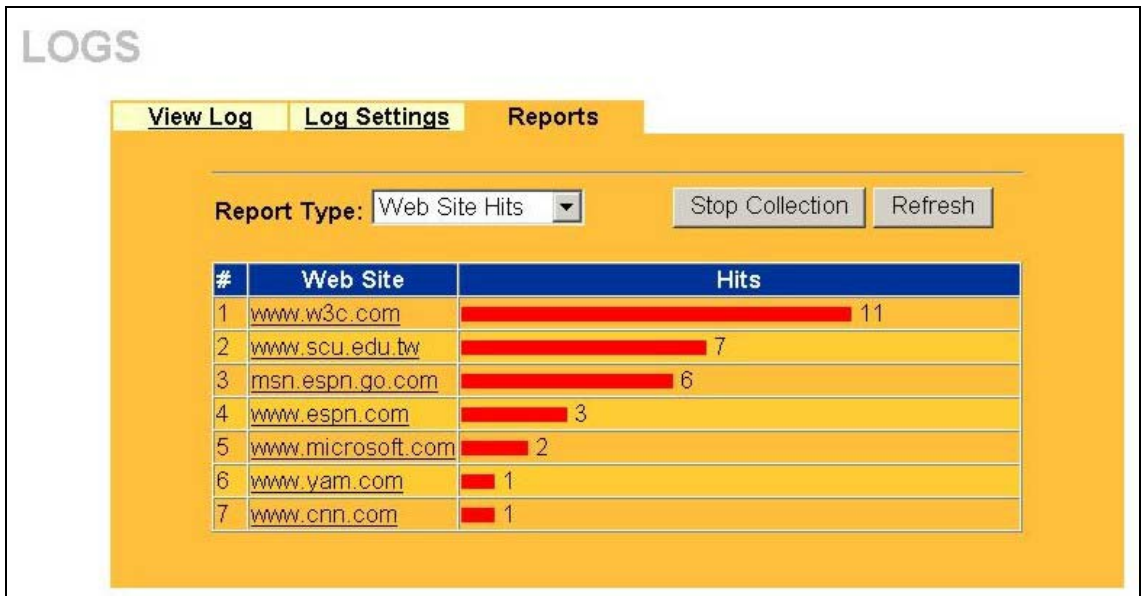 LOGS
View Log Log Settings Reports
Report Type: Web Site Hits Stop Collection Refresh
# Web Site Hits
1 www.w3c.com 11
2 www.scu.edu.tw 7
3 msn.espn.go.com 6
4 www.espn.com 3
5 www.microsoft.com 2
6 www.yam.com 1
7 www.cnn.com 1